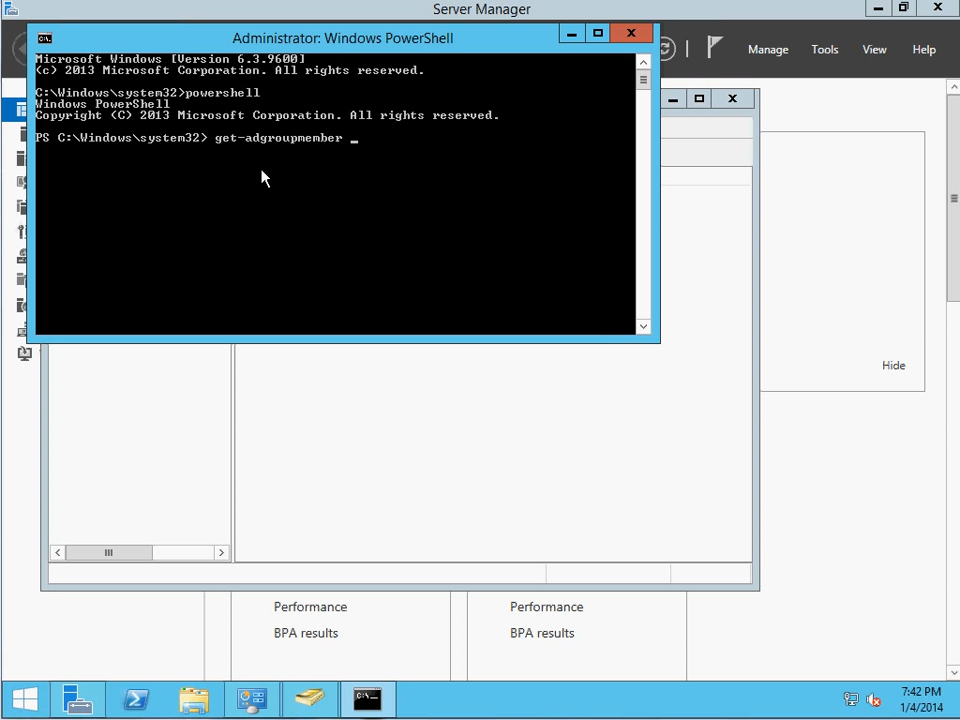 Server Manager
Administrator: Windows PowerShell
Manage Tools View Help
Microsoft Windows [Version 6.3.9600]
(c) 2013 Microsoft Corporation. All rights reserved.
C:\Windows\system32>powershell
Windows PowerShell
Copyright (C) 2013 Microsoft Corporation. All rights reserved.
PS C:\Windows\system32> get-adgroupmember _
Hide
Performance
BPA results
Performance
BPA results
7:42 PM
1/4/2014